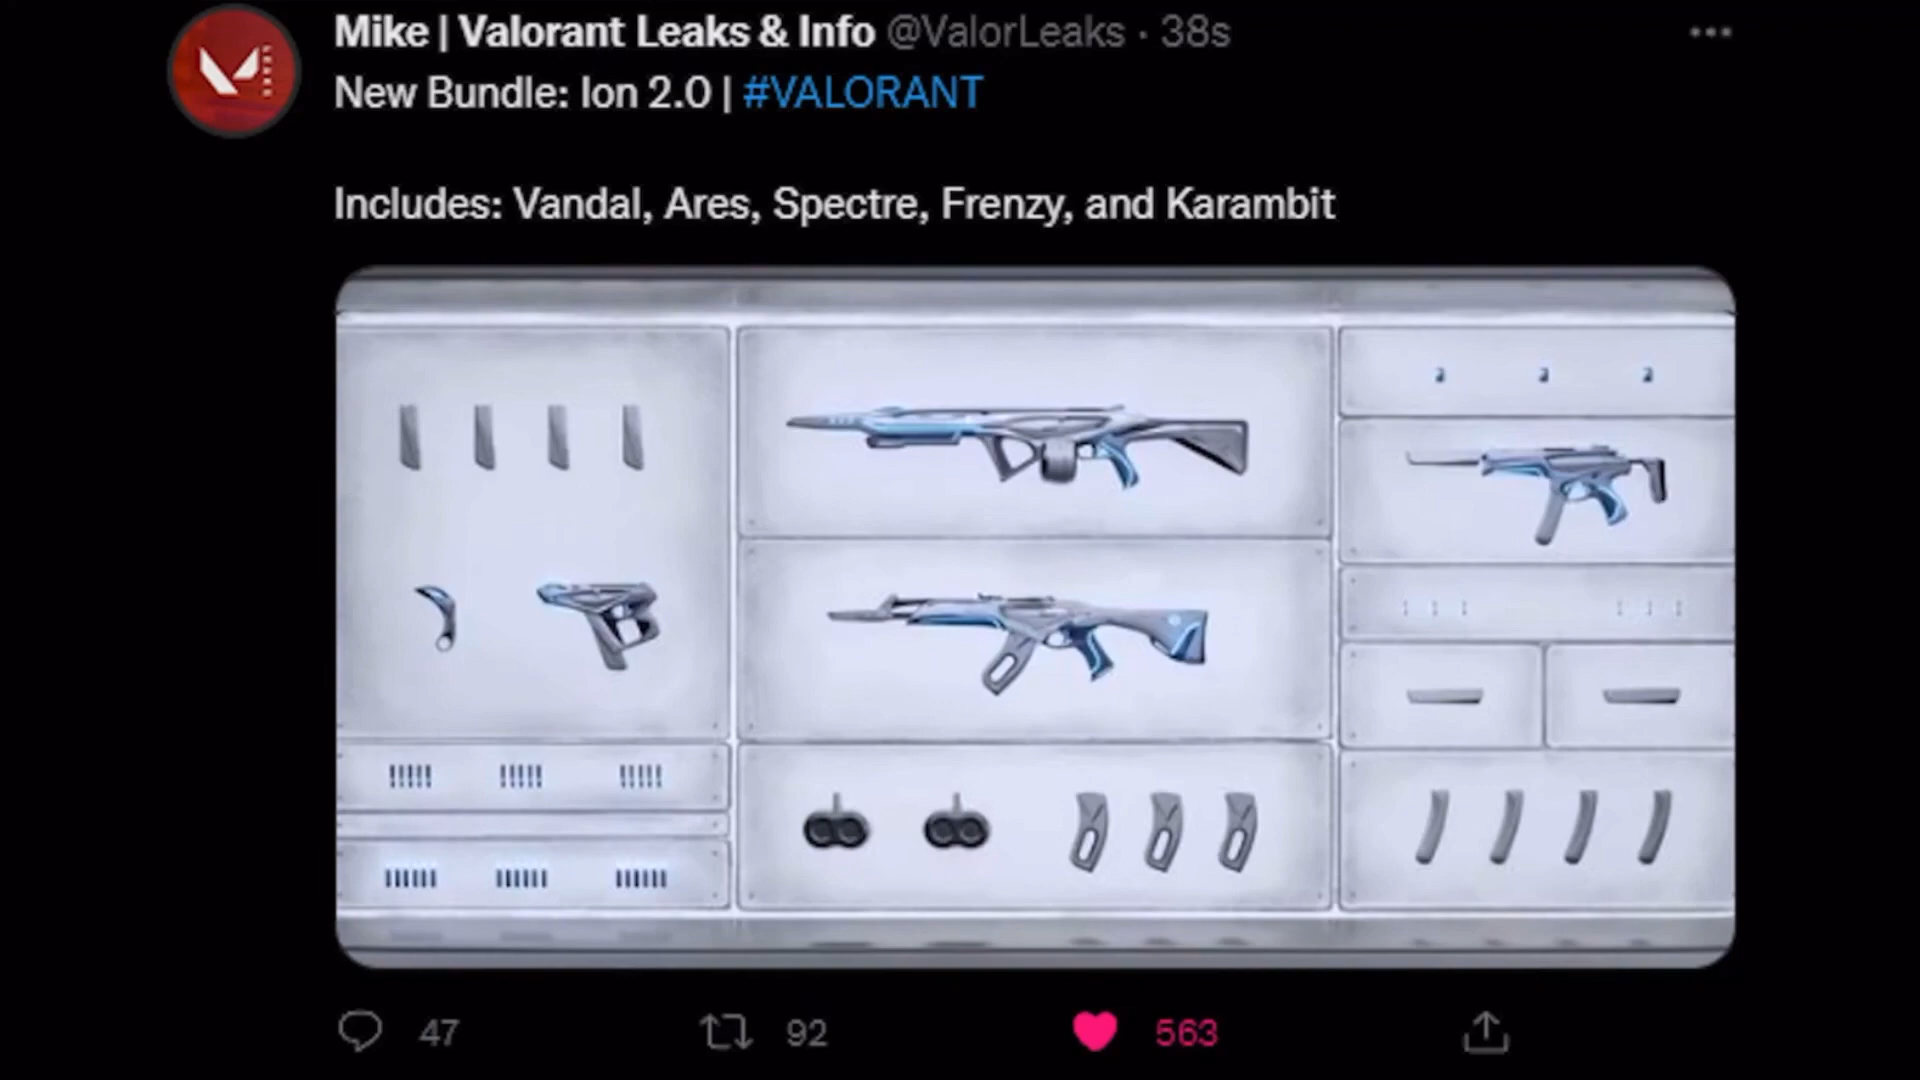 Mike | Valorant Leaks & Info @ValorLeaks · 38s
New Bundle: Ion 2.0 | #VALORANT
Includes: Vandal, Ares, Spectre, Frenzy, and Karambit
47 92 563